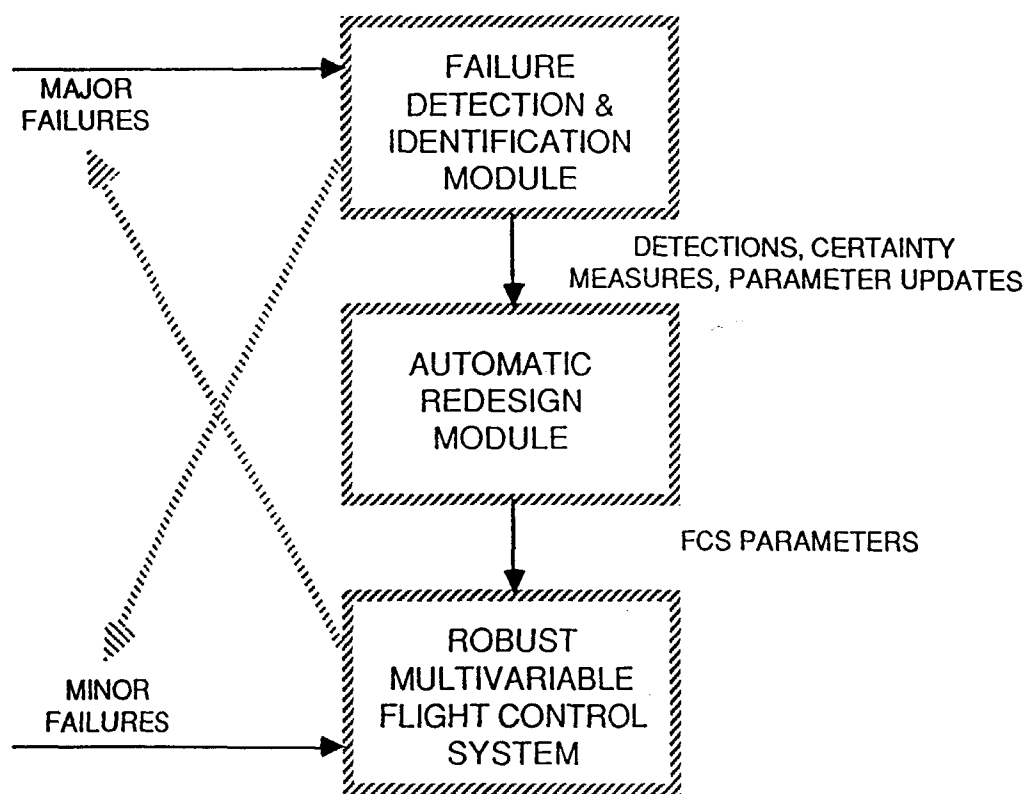 FAILURE
DETECTION &
IDENTIFICATION
MODULE
MAJOR
FAILURES
DETECTIONS, CERTAINTY
MEASURES, PARAMETER UPDATES
AUTOMATIC
REDESIGN
MODULE
FCS PARAMETERS
ROBUST
MULTIVARIABLE
FLIGHT CONTROL
SYSTEM
MINOR
FAILURES